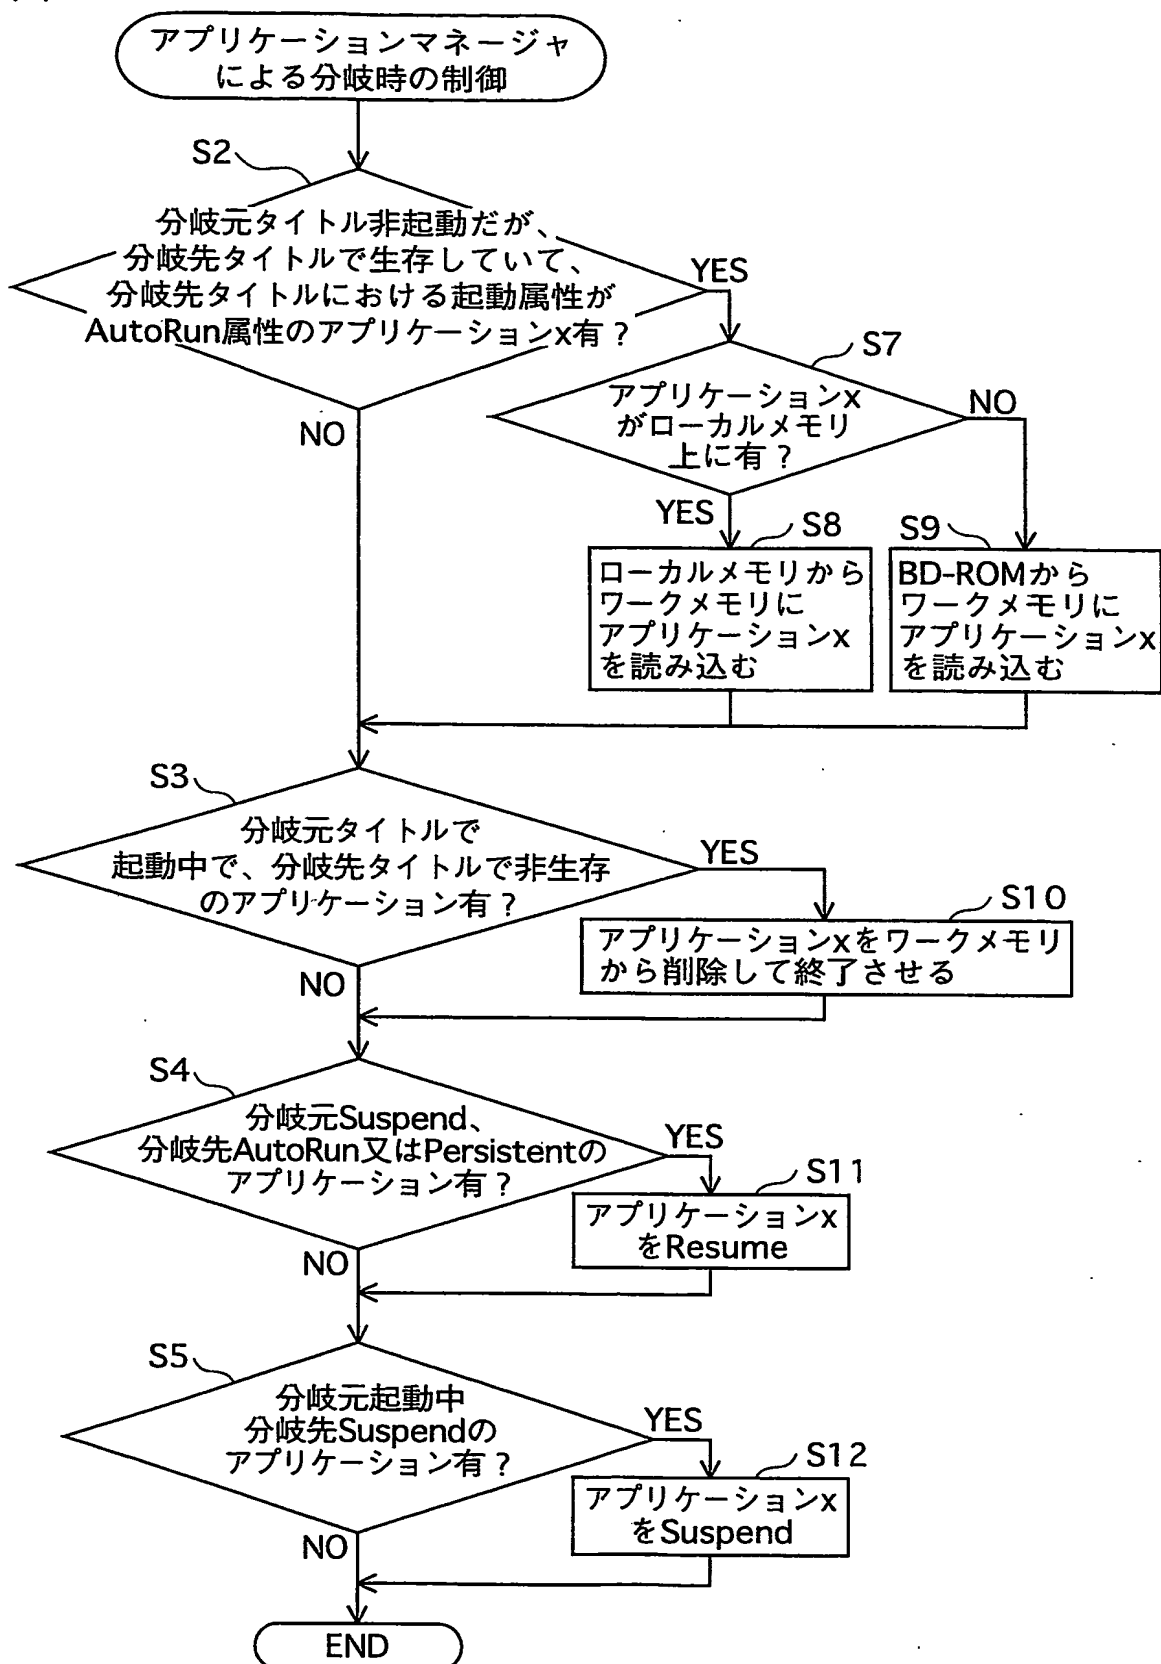 アプリケーションマネージャ
による分岐時の制御
S2
分岐元タイトル非起動だが、
分岐先タイトルで生存していて、
分岐先タイトルにおける起動属性が
AutoRun属性のアプリケーションx有？
YES
NO
S7
アプリケーションx
がローカルメモリ
上に有？
NO
YES
S8
ローカルメモリから
ワークメモリに
アプリケーションx
を読み込む
S9
BD-ROMから
ワークメモリに
アプリケーションx
を読み込む
S3
分岐元タイトルで
起動中で、分岐先タイトルで非生存
のアプリケーション有？
YES
NO
S10
アプリケーションxをワークメモリ
から削除して終了させる
S4
分岐元Suspend、
分岐先AutoRun又はPersistentの
アプリケーション有？
YES
NO
S11
アプリケーションx
をResume
S5
分岐元起動中
分岐先Suspendの
アプリケーション有？
YES
NO
S12
アプリケーションx
をSuspend
END